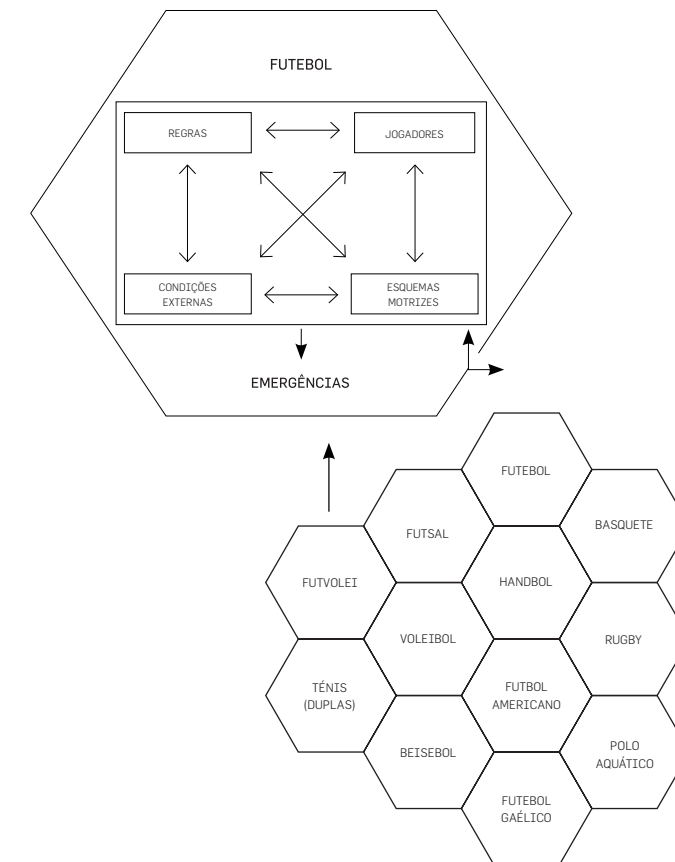 FUTEBOL
REGRAS
JOGADORES
CONDIÇÕES
EXTERNAS
ESQUEMAS
MOTRIZES
EMERGÊNCIAS
FUTEBOL
BASQUETE
FUTSAL
FUTVOLEI
HANDBOL
VOLEIBOL
RUGBY
TÉNIS
(DUPLAS)
FUTBOL
AMERICANO
BEISEBOL
POLO
AQUÁTICO
FUTEBOL
GAÉLICO